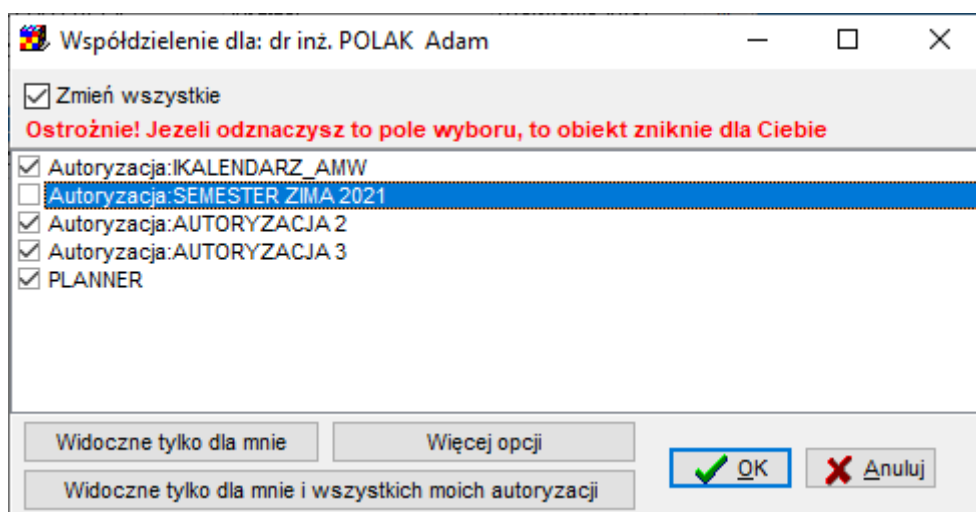 Współdzielenie dla: dr inż. POLAK Adam
Zmień wszystkie
Ostrożnie! Jezeli odznaczysz to pole wyboru, to obiekt zniknie dla Ciebie
Autoryzacja:IKALENDARZ_AMW
Autoryzacja:SEMESTER ZIMA 2021
Autoryzacja:AUTORYZACJA 2
Autoryzacja:AUTORYZACJA 3
PLANNER
Widoczne tylko dla mnie
Więcej opcji
OK
Anuluj
Widoczne tylko dla mnie i wszystkich moich autoryzacji